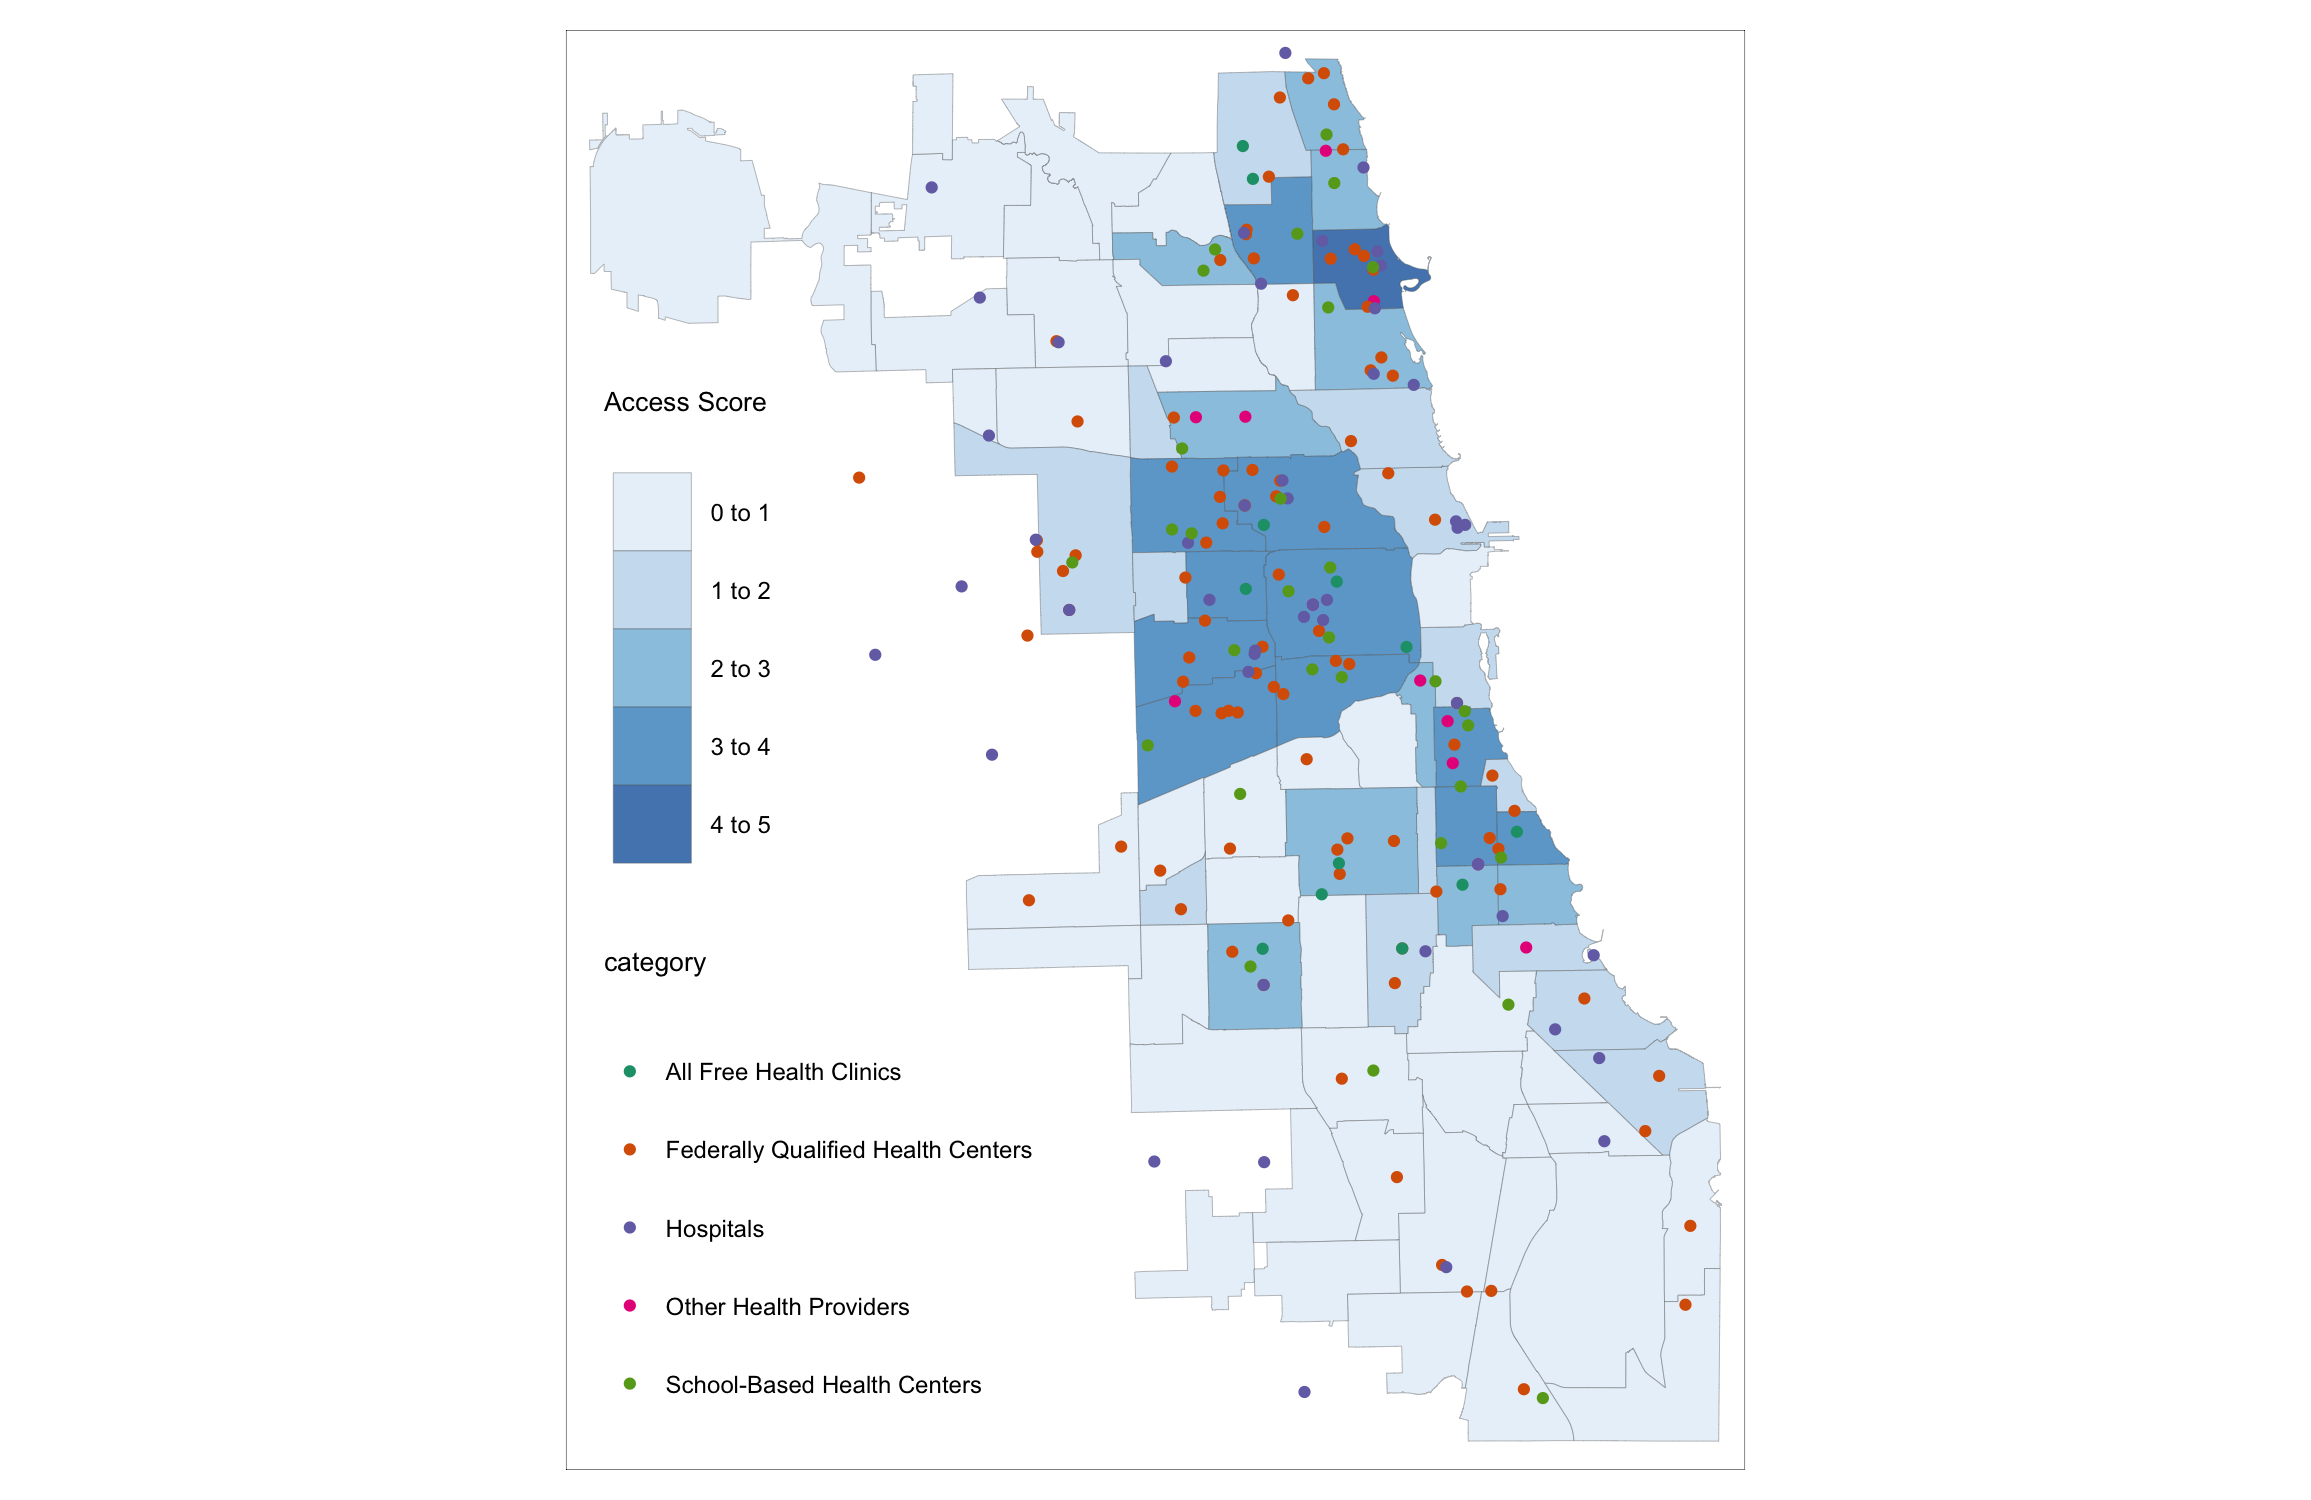 Access Score
0 to 1
1 to 2
2 to 3
3 to 4
4 to 5
category
All Free Health Clinics
Federally Qualified Health Centers
Hospitals
Other Health Providers
School-Based Health Centers